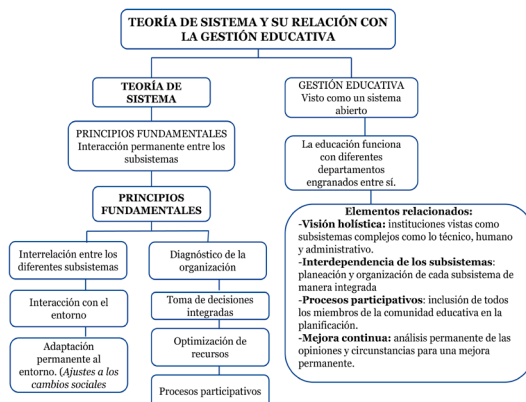 TEORÍA DE SISTEMA Y SU RELACIÓN CON
LA GESTIÓN EDUCATIVA
TEORÍA DE
SISTEMA
PRINCIPIOS FUNDAMENTALES
Interacción permanente entre los
subsistemas
PRINCIPIOS
FUNDAMENTALES
Interrelación entre los
diferentes subsistemas
Interacción con el
entorno
Adaptación
permanente al
entorno. (Ajustes a los
cambios sociales
Diagnóstico de la
organización
Toma de decisiones
integradas
Optimización de
recursos
Procesos participativos
GESTIÓN EDUCATIVA
Visto como un sistema
abierto
La educación funciona
con diferentes
departamentos
engranados entre sí.
Elementos relacionados:
-Visión holística: instituciones vistas como
subsistemas complejos como lo técnico, humano
y administrativo.
-Interdependencia de los subsistemas:
planeación y organización de cada subsistema de
manera integrada
-Procesos participativos: inclusión de todos
los miembros de la comunidad educativa en la
planificación.
-Mejora continua: análisis permanente de las
opiniones y circunstancias para una mejora
permanente.